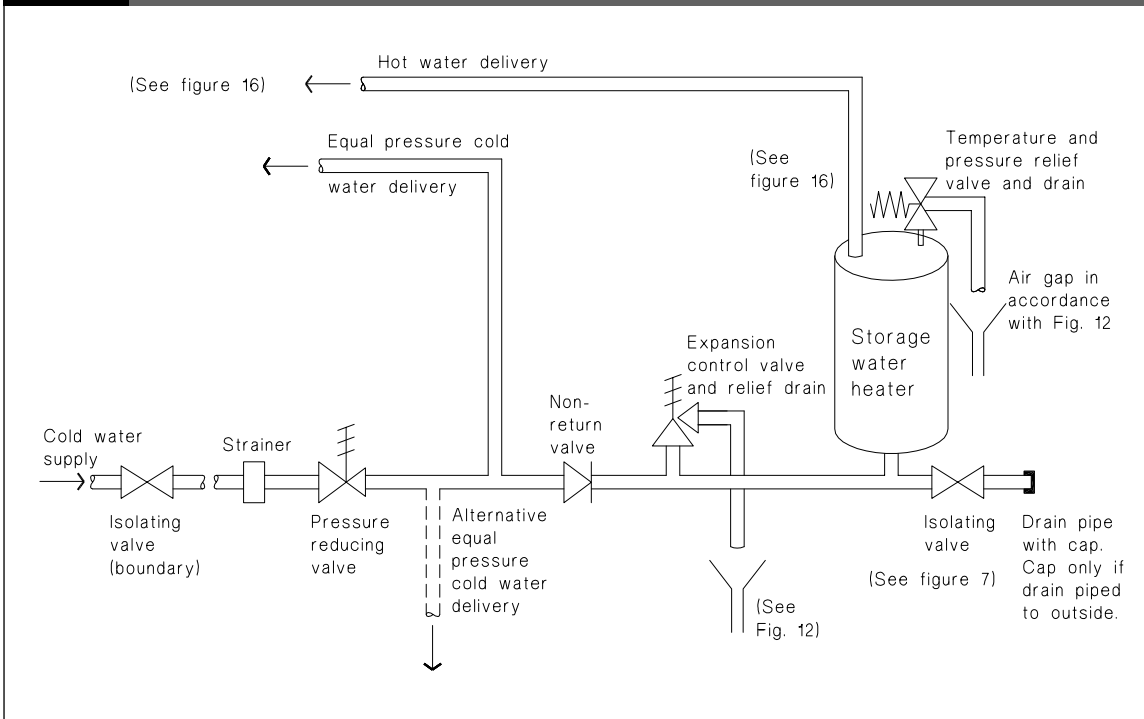 Hot water delivery
(See figure 16)
Equal pressure cold
water delivery
(See
figure 16)
Temperature and
pressure relief
valve and drain
Air gap in
accordance
with Fig. 12
Storage
water
heater
Expansion
control valve
and relief drain
Non-
return
valve
Cold water
supply
Strainer
Isolating
valve
(boundary)
Pressure
reducing
valve
Alternative
equal
pressure
cold water
delivery
(See
Fig. 12)
Isolating
valve
(See figure 7)
Drain pipe
with cap.
Cap only if
drain piped
to outside.